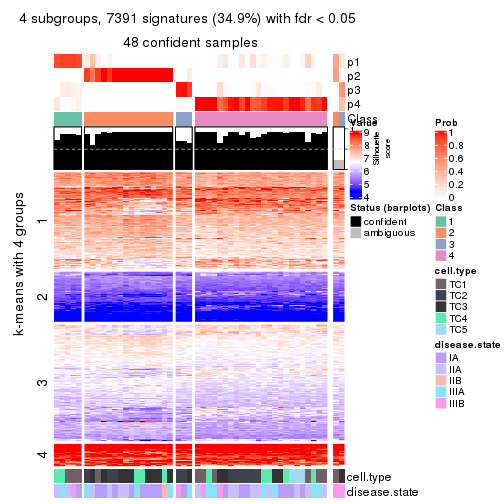 4 subgroups, 7391 signatures (34.9%) with fdr < 0.05
48 confident samples
p1
p2
p3
p4
Class
1
Silhouette
score
k-means with 4 groups
1
2
3
4
cell.type
disease.state
Value
9
8
7
6
5
4
Status (barplots)
confident
ambiguous
Prob
1
0.8
0.6
0.4
0.2
0
Class
1
2
3
4
cell.type
TC1
TC2
TC3
TC4
TC5
disease.state
IA
IIA
IIB
IIIA
IIIB